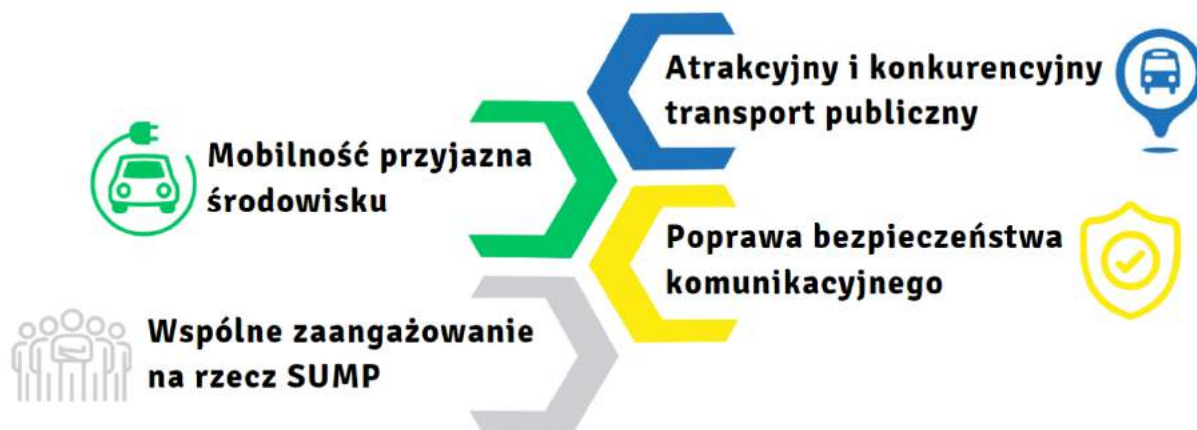 Atrakcyjny i konkurencyjny
transport publiczny
Mobilność przyjazna
środowisku
Poprawa bezpieczeństwa
komunikacyjnego
Wspólne zaangażowanie
na rzecz SUMP